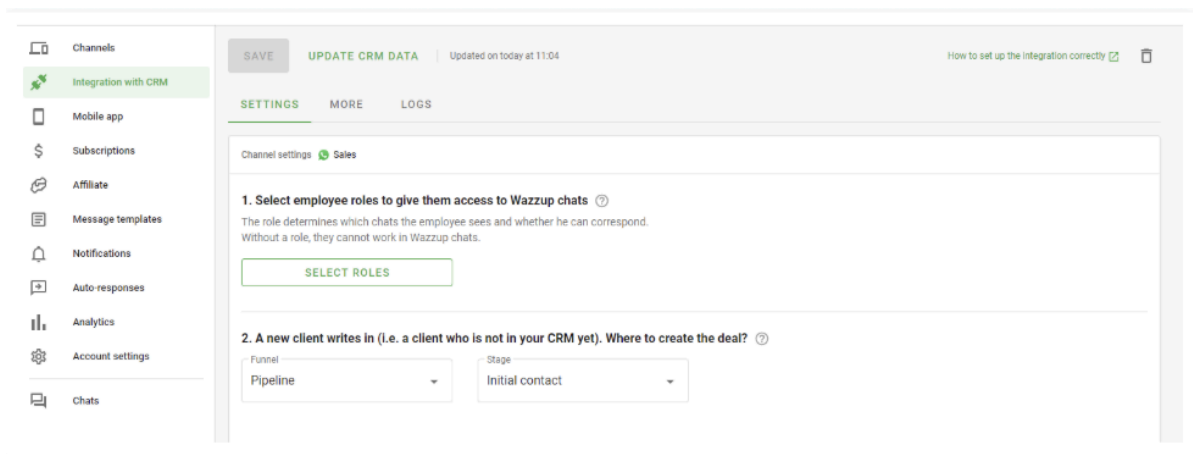 Channels
Integration with CRM
Mobile app
Subscriptions
Affiliate
Message templates
Notifications
Auto-responses
Analytics
Account settings
Chats
SAVE UPDATE CRM DATA Updated on today at 11:04 How to set up the integration correctly
SETTINGS MORE LOGS
Channel settings Sales
1. Select employee roles to give them access to Wazzup chats ?
The role determines which chats the employee sees and whether he can correspond.
Without a role, they cannot work in Wazzup chats.
SELECT ROLES
2. A new client writes in (i.e. a client who is not in your CRM yet). Where to create the deal? ?
Funnel Stage
Pipeline Initial contact